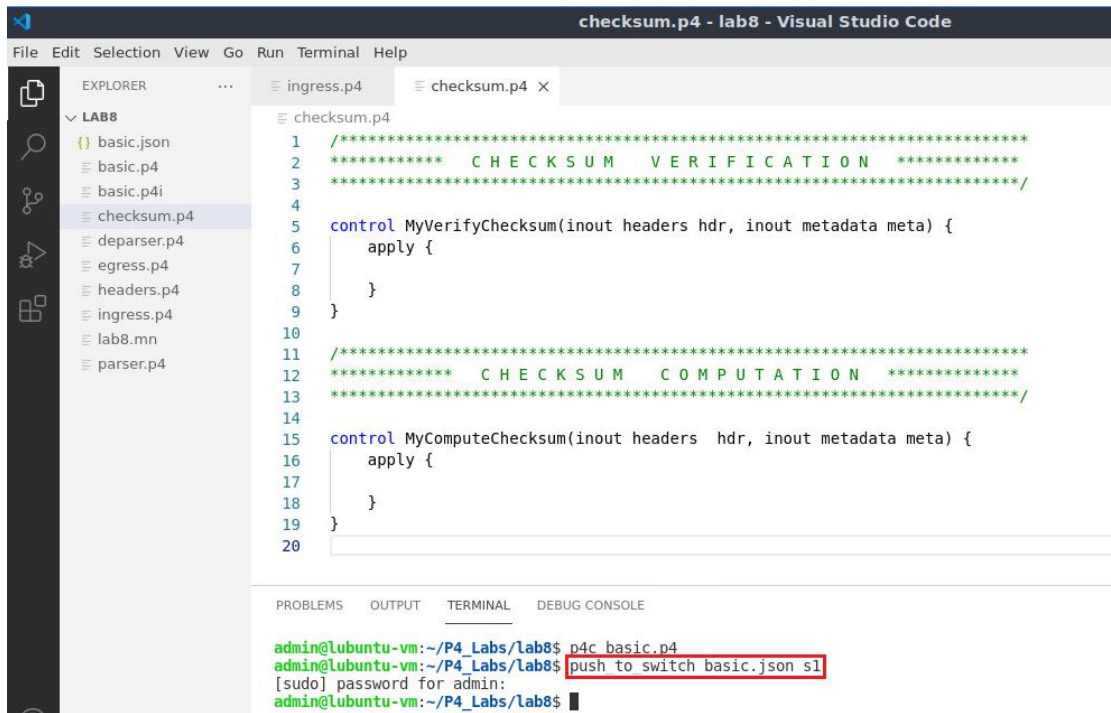 checksum.p4 - lab8 - Visual Studio Code
File Edit Selection View Go Run Terminal Help
EXPLORER ...
ingress.p4
checksum.p4 ×
LAB8
{} basic.json
basic.p4
basic.p4i
checksum.p4
deparser.p4
egress.p4
headers.p4
ingress.p4
lab8.mn
parser.p4
checksum.p4
1 /*************************************************************************
2 ************   C H E C K S U M    V E R I F I C A T I O N   *************
3 *************************************************************************/
4
5 control MyVerifyChecksum(inout headers hdr, inout metadata meta) {
6     apply {
7
8     }
9 }
10
11 /*************************************************************************
12 *************   C H E C K S U M    C O M P U T A T I O N   **************
13 *************************************************************************/
14
15 control MyComputeChecksum(inout headers  hdr, inout metadata meta) {
16     apply {
17
18     }
19 }
20
PROBLEMS OUTPUT TERMINAL DEBUG CONSOLE
admin@lubuntu-vm:~/P4_Labs/lab8$ p4c basic.p4
admin@lubuntu-vm:~/P4_Labs/lab8$ push_to_switch basic.json s1
[sudo] password for admin:
admin@lubuntu-vm:~/P4_Labs/lab8$